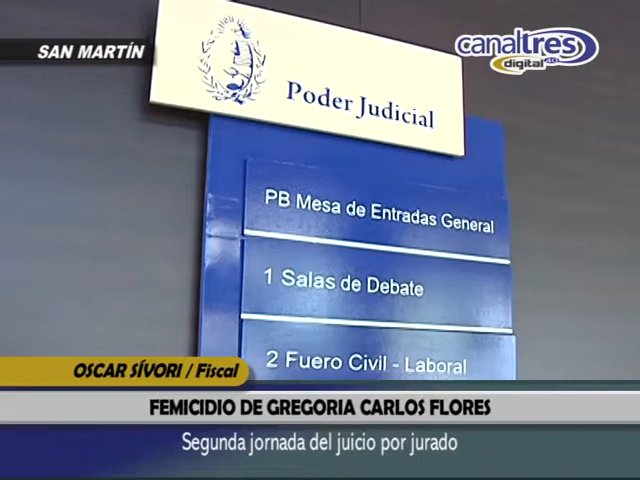 SAN MARTÍN
canaltres
digital
Poder Judicial
PB Mesa de Entradas General
1 Salas de Debate
2 Fuero Civil - Laboral
OSCAR SÍVORI / Fiscal
FEMICIDIO DE GREGORIA CARLOS FLORES
Segunda jornada del juicio por jurado